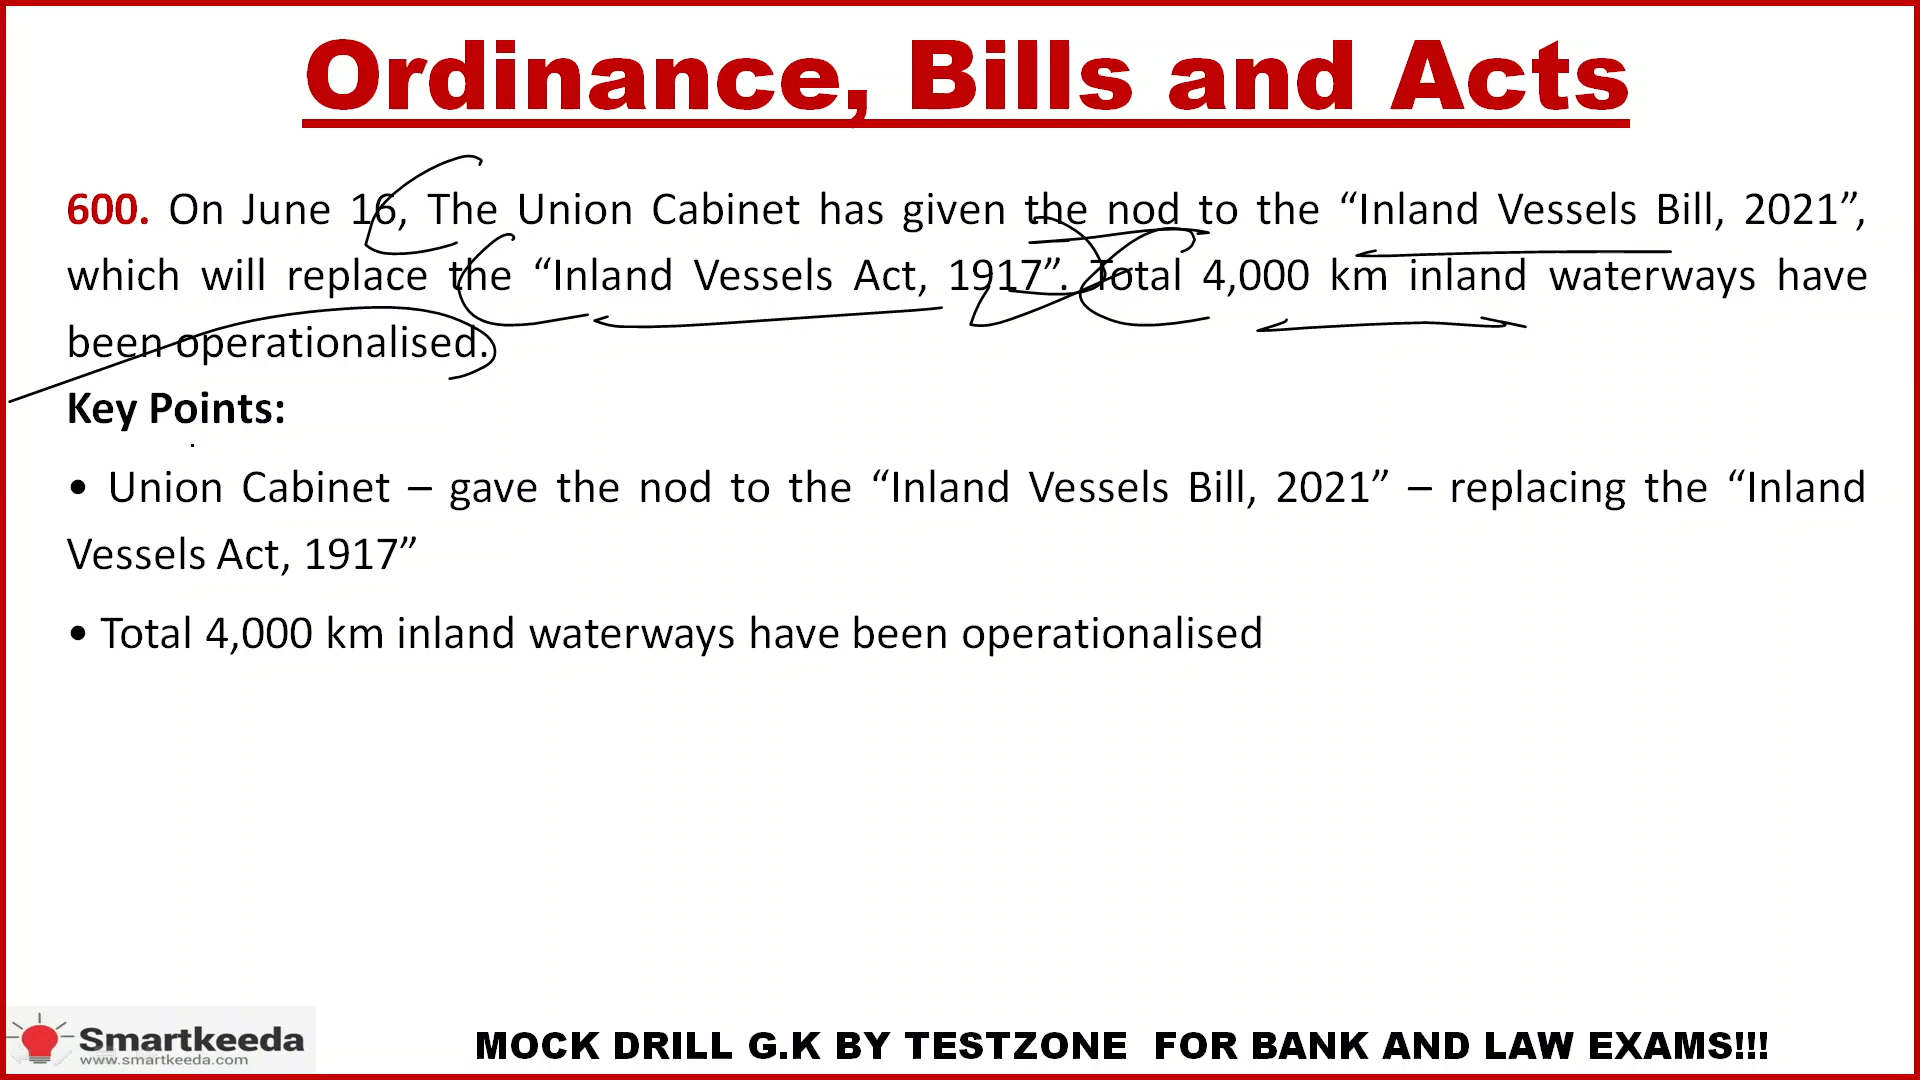 Ordinance, Bills and Acts
600. On June 16, The Union Cabinet has given the nod to the “Inland Vessels Bill, 2021”,
which will replace the “Inland Vessels Act, 1917”. Total 4,000 km inland waterways have
been operationalised.
Key Points:
• Union Cabinet – gave the nod to the “Inland Vessels Bill, 2021” – replacing the “Inland
Vessels Act, 1917”
• Total 4,000 km inland waterways have been operationalised
Smartkeeda
www.smartkeeda.com
MOCK DRILL G.K BY TESTZONE FOR BANK AND LAW EXAMS!!!